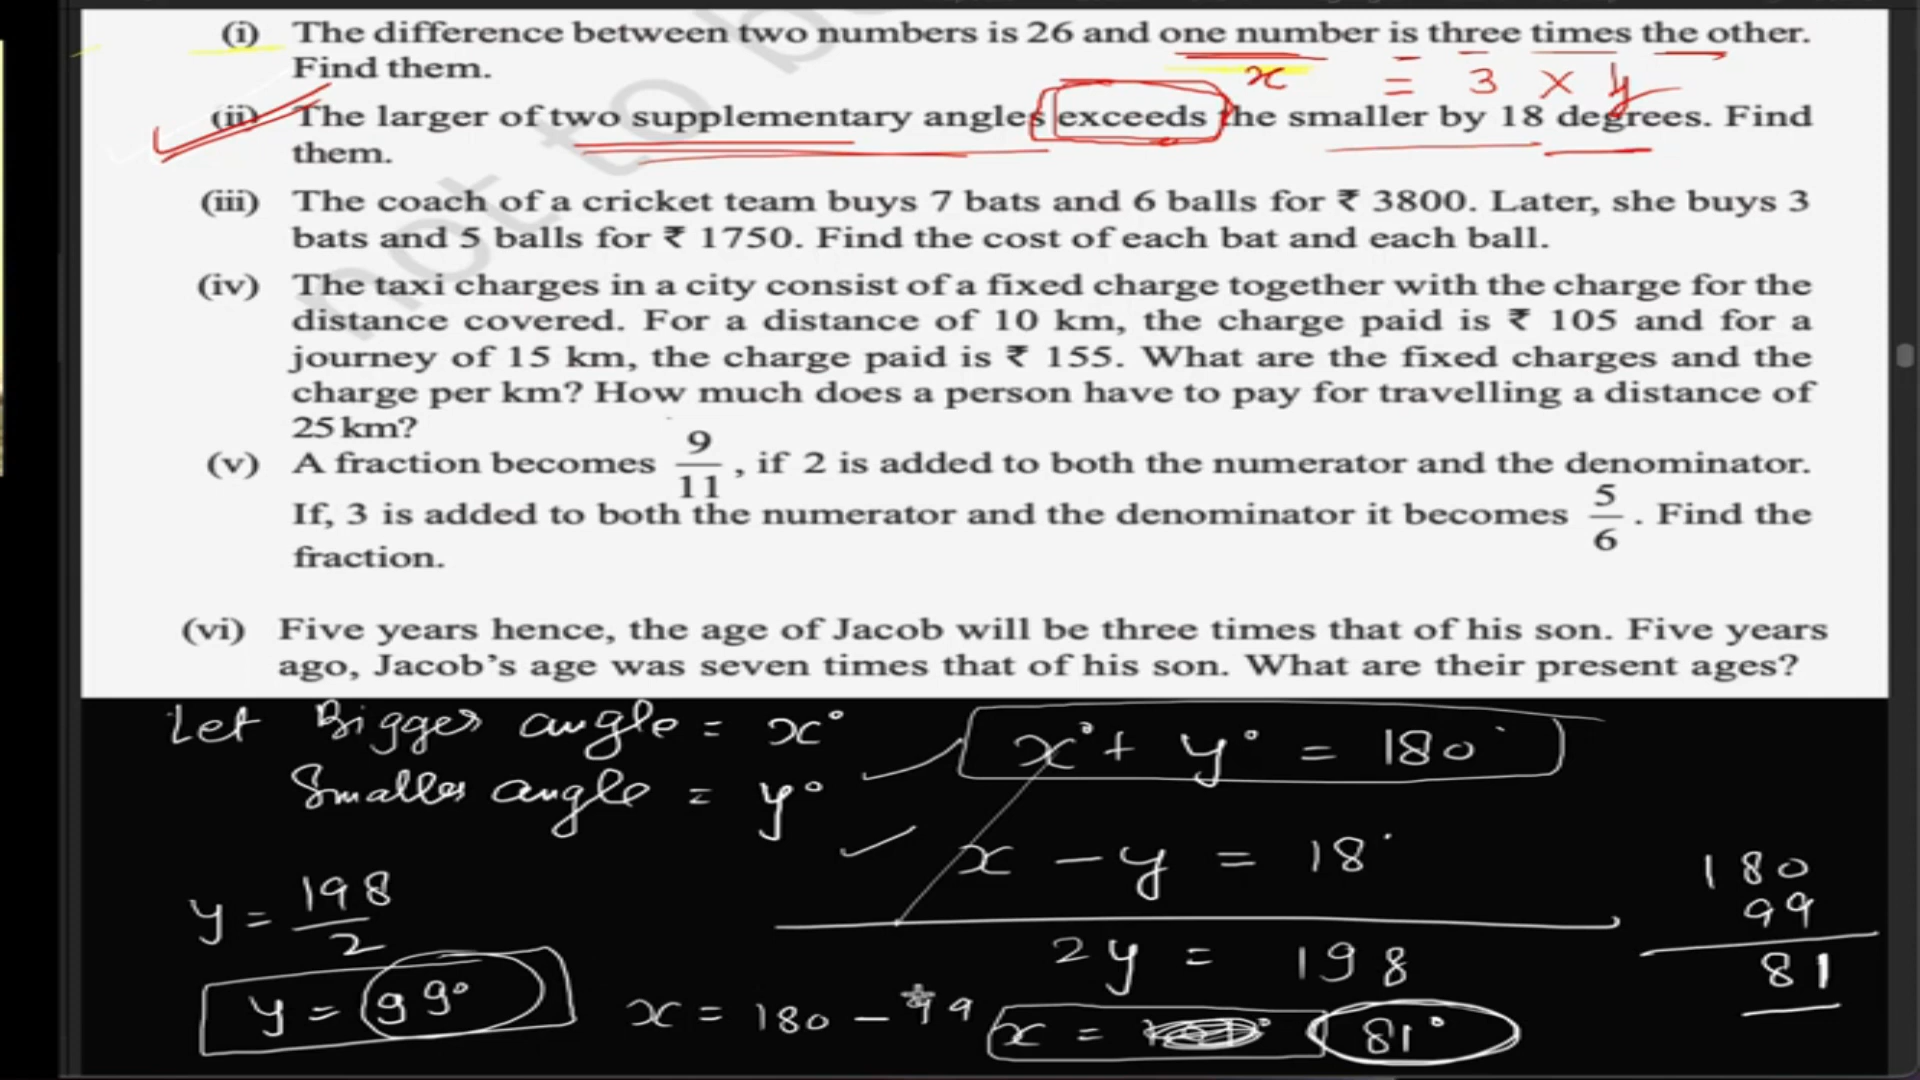 (i) The difference between two numbers is 26 and one number is three times the other.
Find them.
x = 3 × y
(ii) The larger of two supplementary angles exceeds the smaller by 18 degrees. Find
them.
(iii) The coach of a cricket team buys 7 bats and 6 balls for ₹ 3800. Later, she buys 3
bats and 5 balls for ₹ 1750. Find the cost of each bat and each ball.
(iv) The taxi charges in a city consist of a fixed charge together with the charge for the
distance covered. For a distance of 10 km, the charge paid is ₹ 105 and for a
journey of 15 km, the charge paid is ₹ 155. What are the fixed charges and the
charge per km? How much does a person have to pay for travelling a distance of
25 km?
(v) A fraction becomes 9/11, if 2 is added to both the numerator and the denominator.
If, 3 is added to both the numerator and the denominator it becomes 5/6. Find the
fraction.
(vi) Five years hence, the age of Jacob will be three times that of his son. Five years
ago, Jacob's age was seven times that of his son. What are their present ages?
not to b
Let Bigger angle = x°
Smaller angle = y°
x° + y° = 180°
x - y = 18°
2y = 198
y = 198/2
y = 99°
x = 180 - 99
x = 81°
180
99
81